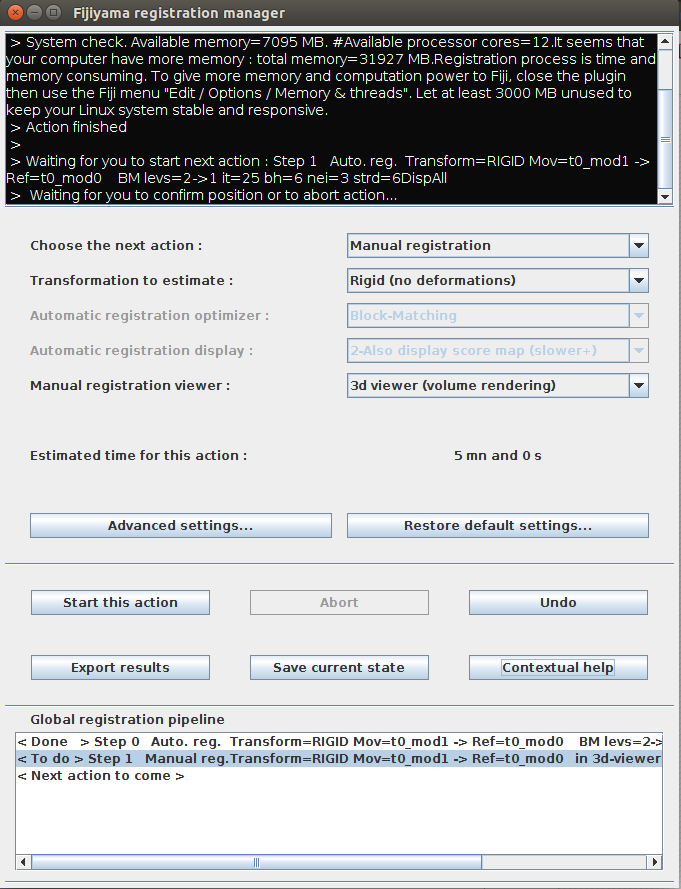 Fijiyama registration manager
> System check. Available memory=7095 MB. #Available processor cores=12.It seems that
your computer have more memory : total memory=31927 MB.Registration process is time and
memory consuming. To give more memory and computation power to Fiji, close the plugin
then use the Fiji menu "Edit / Options / Memory & threads". Let at least 3000 MB unused to
keep your Linux system stable and responsive.
> Action finished
>
> Waiting for you to start next action : Step 1 Auto. reg. Transform=RIGID Mov=t0_mod1 ->
Ref=t0_mod0 BM levs=2->1 it=25 bh=6 nei=3 strd=6DispAll
> Waiting for you to confirm position or to abort action...
Choose the next action : Manual registration
Transformation to estimate : Rigid (no deformations)
Automatic registration optimizer : Block-Matching
Automatic registration display : 2-Also display score map (slower+)
Manual registration viewer : 3d viewer (volume rendering)
Estimated time for this action : 5 mn and 0 s
Advanced settings... Restore default settings...
Start this action Abort Undo
Export results Save current state Contextual help
Global registration pipeline
< Done > Step 0 Auto. reg. Transform=RIGID Mov=t0_mod1 -> Ref=t0_mod0 BM levs=2->
< To do > Step 1 Manual reg.Transform=RIGID Mov=t0_mod1 -> Ref=t0_mod0 in 3d-viewer
< Next action to come >